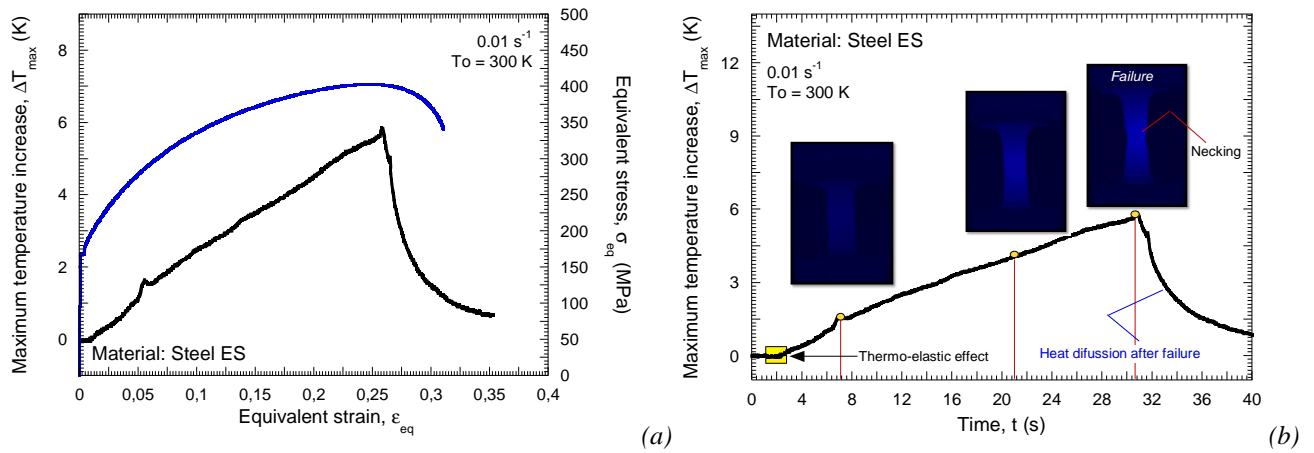 Maximum temperature increase, ΔT_max (K)
8
6
4
2
0
0.01 s⁻¹
To = 300 K
Material: Steel ES
500
450
400
350
300
250
200
150
100
50
0
Equivalent stress, σ_eq (MPa)
0 0,05 0,1 0,15 0,2 0,25 0,3 0,35 0,4
Equivalent strain, ε_eq
(a)
Maximum temperature increase, ΔT_max (K)
12
9
6
3
0
Material: Steel ES
0.01 s⁻¹
To = 300 K
Failure
Necking
Thermo-elastic effect
Heat difussion after failure
0 4 8 12 16 20 24 28 32 36 40
Time, t (s)
(b)